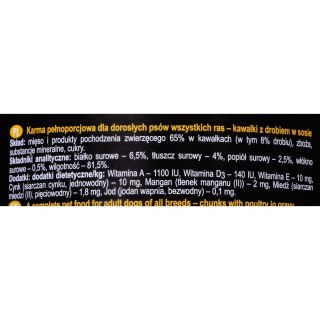 PL Karma pełnoporcjowa dla dorosłych psów wszystkich ras – kawałki z drobiem w sosie
Skład: mięso i produkty pochodzenia zwierzęcego 65% w kawałkach (w tym 8% drobiu), zboża,
substancje mineralne, cukry.
Składniki analityczne: białko surowe – 6,5%, tłuszcz surowy – 4%, popiół surowy – 2,5%, włókno
surowe – 0,5%, wilgotność – 81,5%.
Dodatki: dodatki dietetyczne/kg: Witamina A – 1100 IU, Witamina D3 – 140 IU, Witamina E – 10 mg,
Cynk (siarczan cynku, jednowodny) – 10 mg, Mangan (tlenek manganu (II)) – 2 mg, Miedź (siarczan
miedzi (II), pięciowodny) – 1,8 mg, Jod (jodan wapnia, bezwodny) – 0,1 mg.
A complete pet food for adult dogs of all breeds – chunks with poultry in gravy